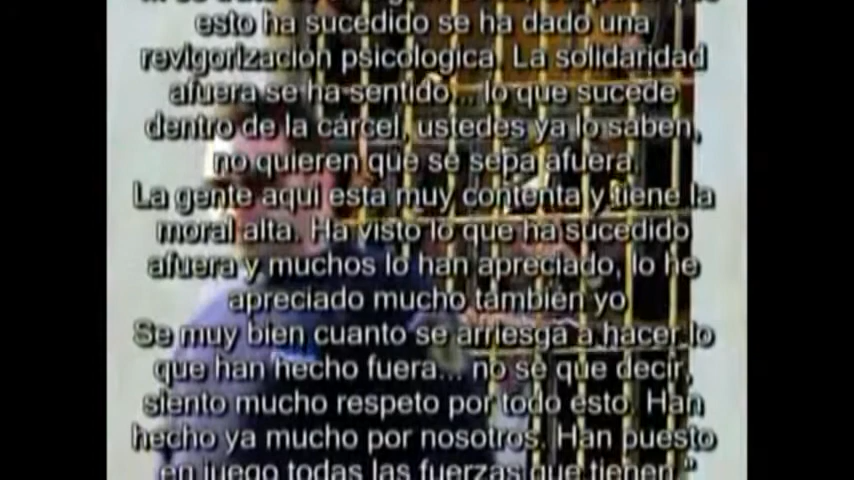 esto ha sucedido se ha dado una
revigorización psicologica. La solidaridad
afuera se ha sentido... lo que sucede
dentro de la cárcel, ustedes ya lo saben,
no quieren que se sepa afuera.
La gente aqui esta muy contenta y tiene la
moral alta. Ha visto lo que ha sucedido
afuera y muchos lo han apreciado, lo he
apreciado mucho también yo
Se muy bien cuanto se arriesga a hacer lo
que han hecho fuera... no se que decir,
siento mucho respeto por todo esto. Han
hecho ya mucho por nosotros. Han puesto
en juego todas las fuerzas que tienen."